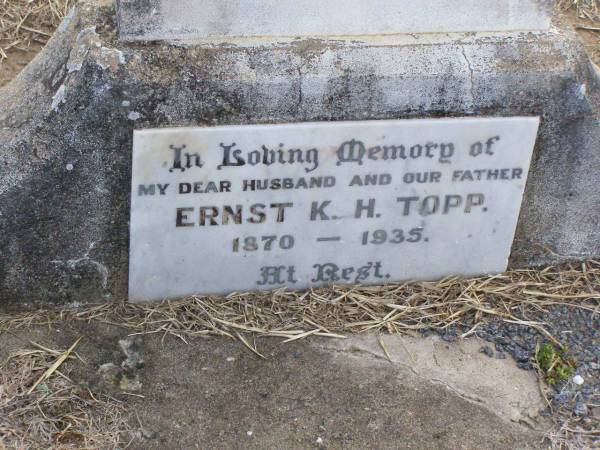 In Loving Memory of
MY DEAR HUSBAND AND OUR FATHER
ERNST K. H. TOPP.
1870 — 1935.
At Rest.